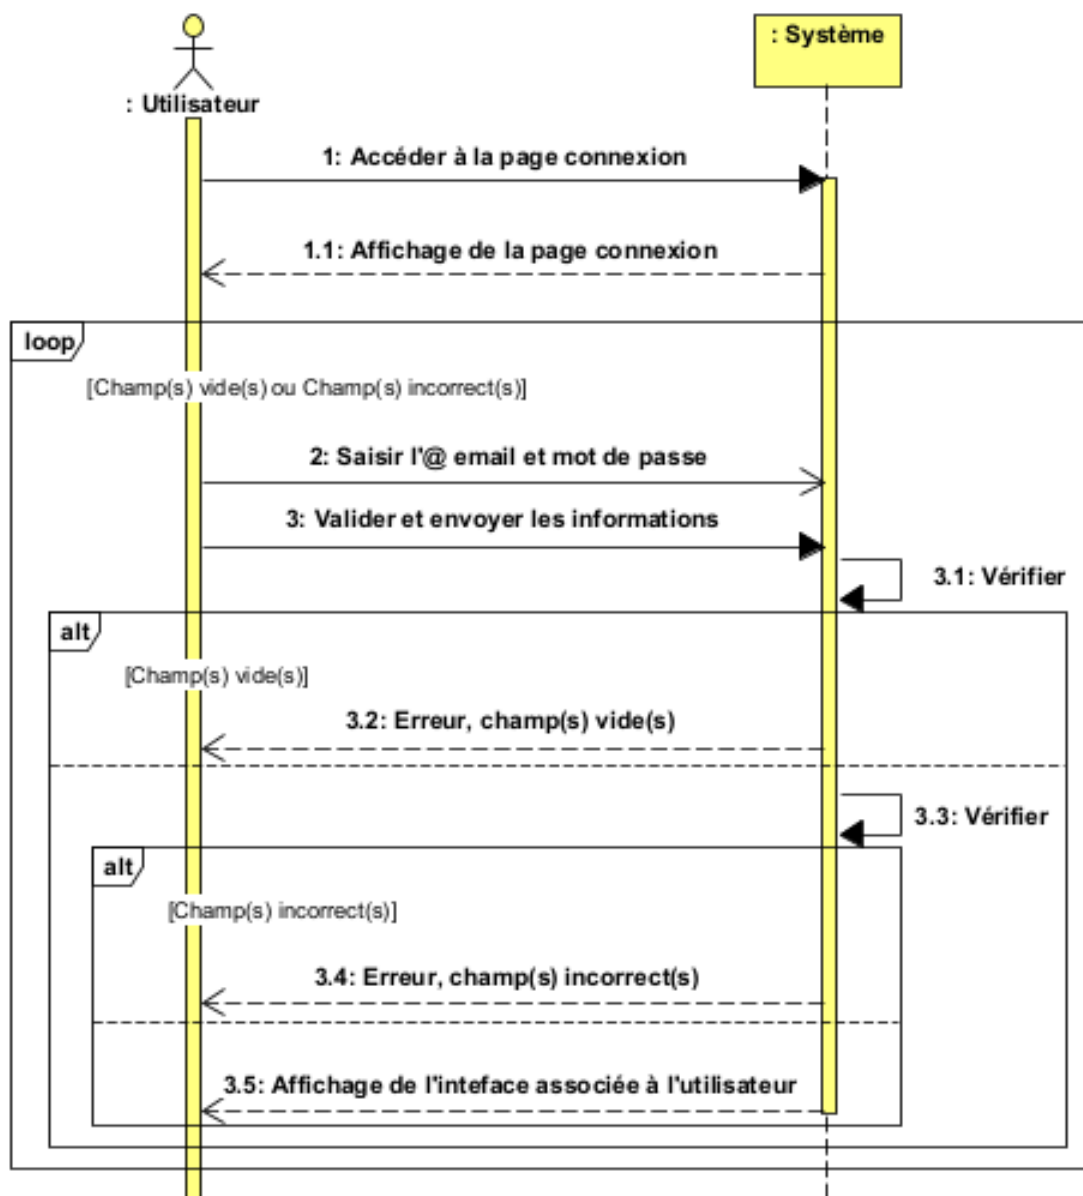 : Système
: Utilisateur
1: Accéder à la page connexion
1.1: Affichage de la page connexion
loop
[Champ(s) vide(s) ou Champ(s) incorrect(s)]
2: Saisir l'@ email et mot de passe
3: Valider et envoyer les informations
3.1: Vérifier
alt
[Champ(s) vide(s)]
3.2: Erreur, champ(s) vide(s)
3.3: Vérifier
alt
[Champ(s) incorrect(s)]
3.4: Erreur, champ(s) incorrect(s)
3.5: Affichage de l'inteface associée à l'utilisateur